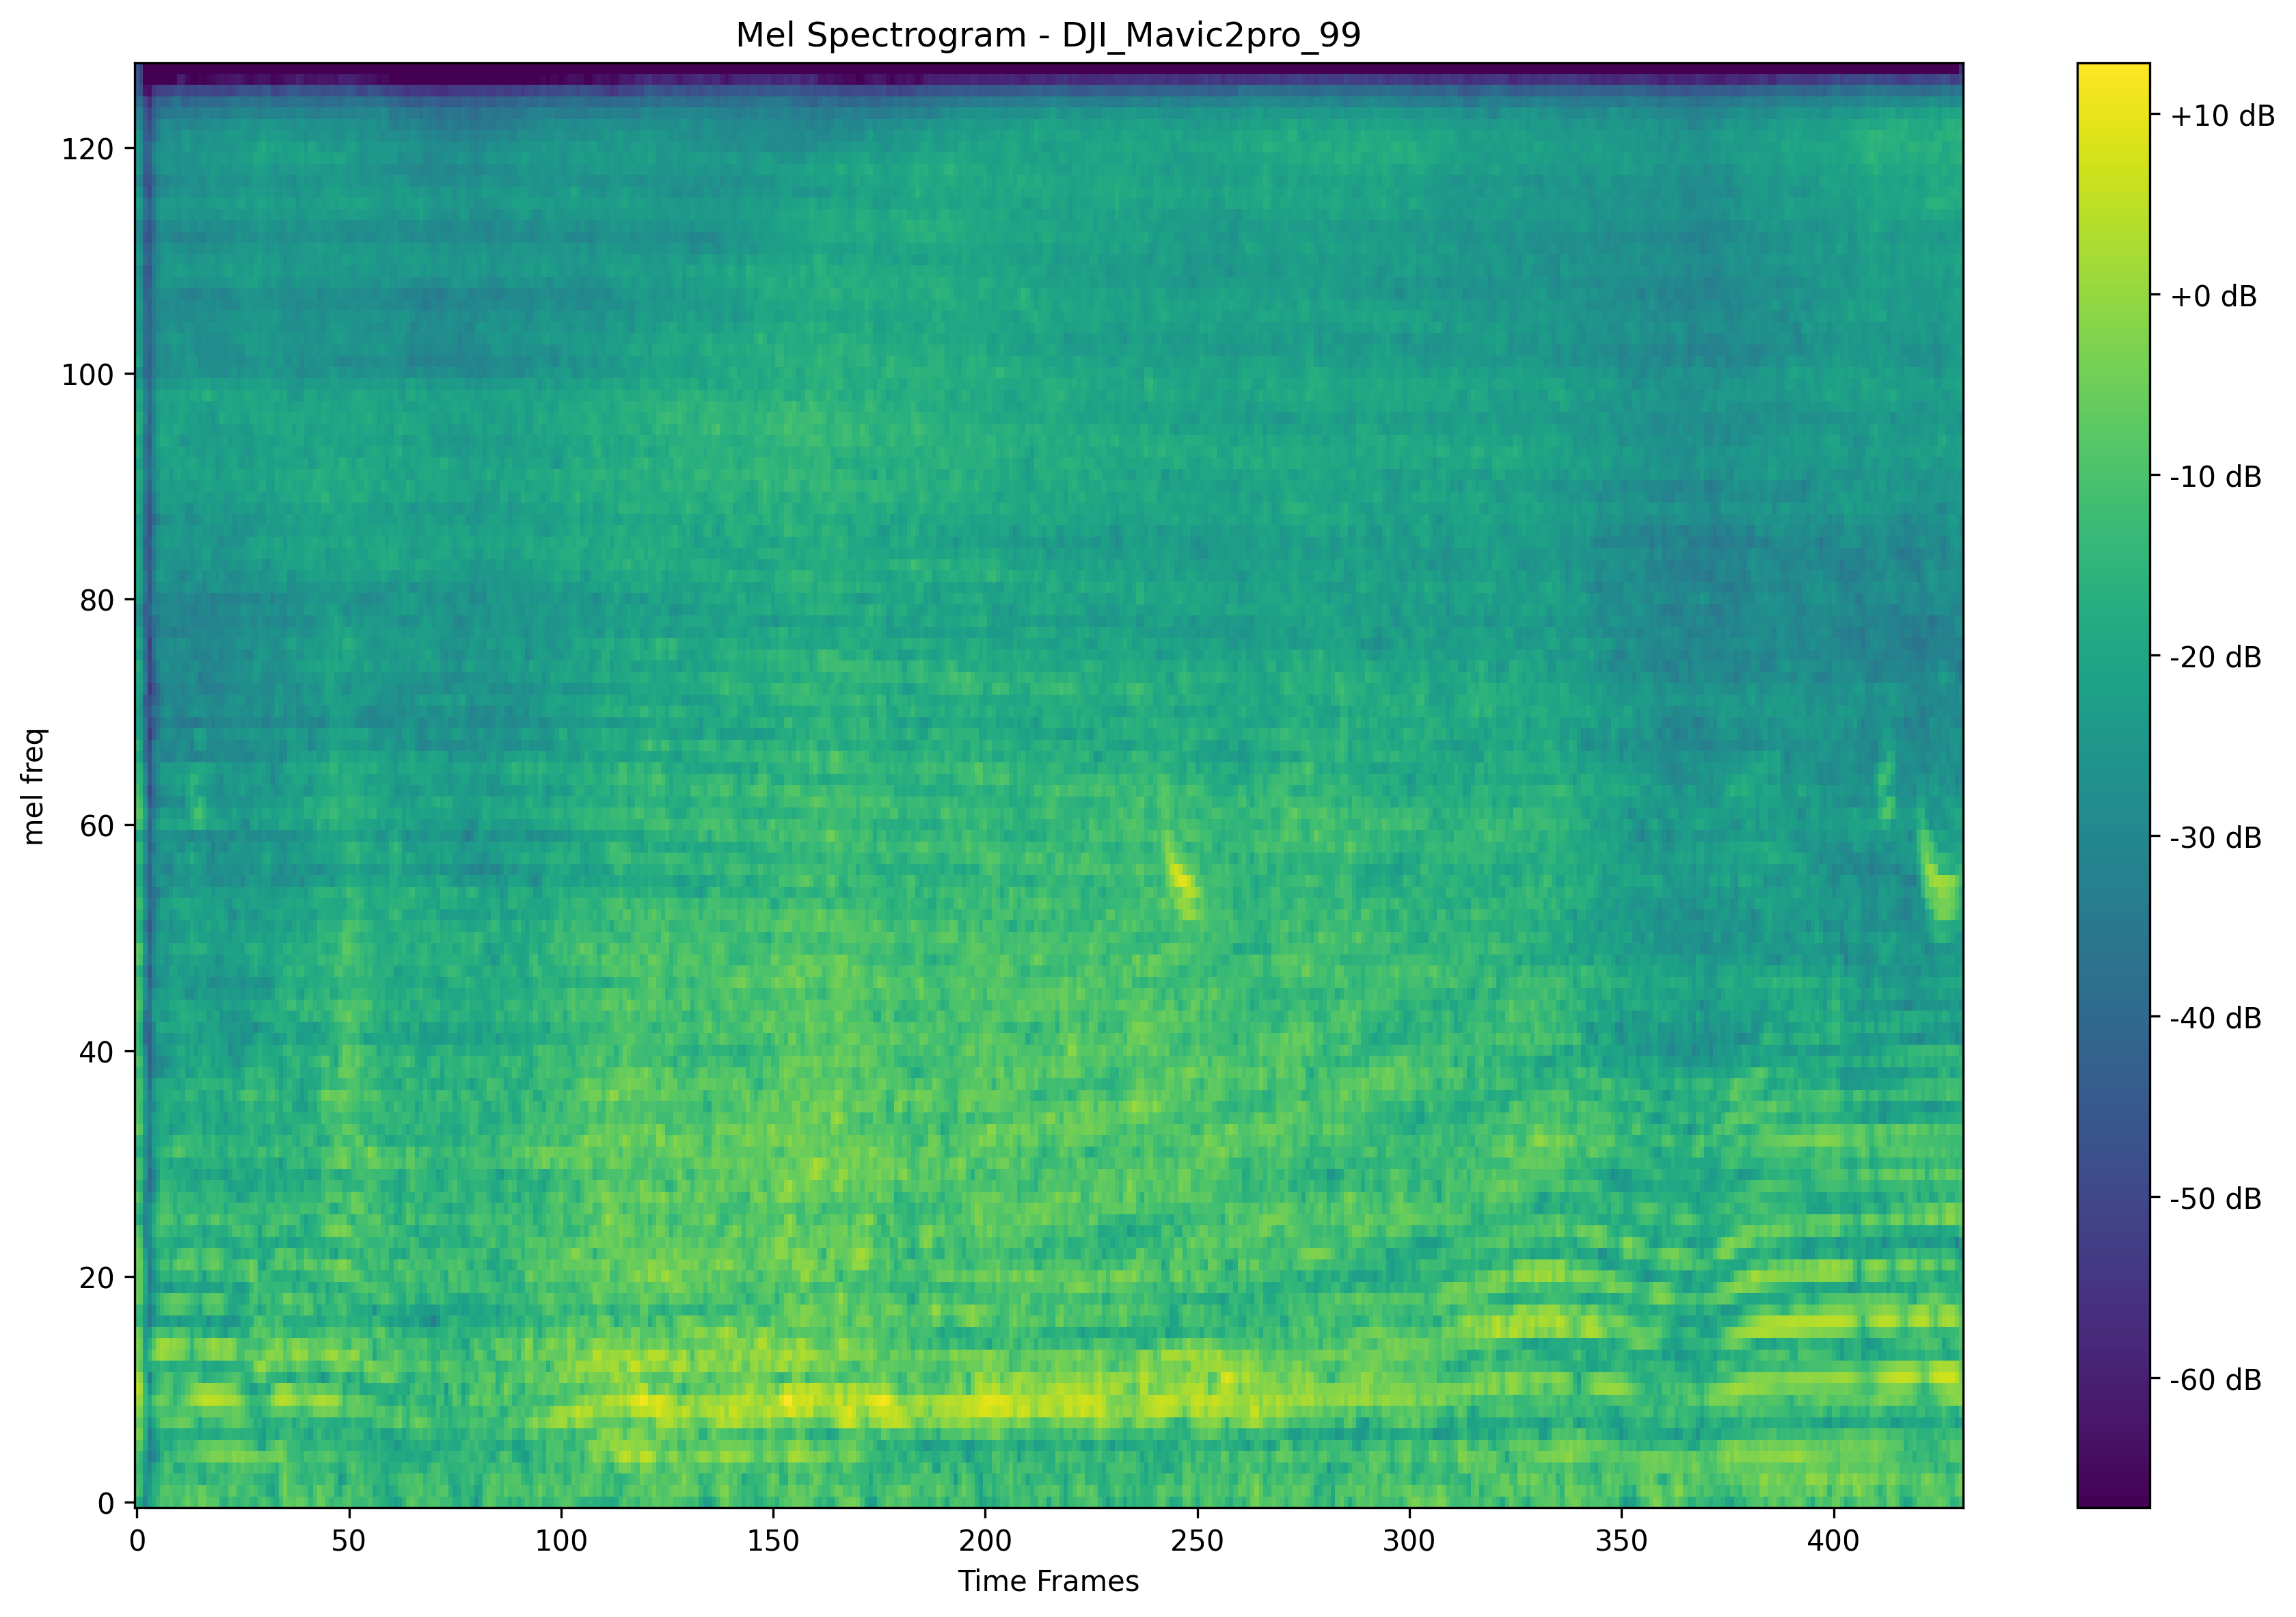 Mel Spectrogram - DJI_Mavic2pro_99
mel freq
120
100
80
60
40
20
0
0 50 100 150 200 250 300 350 400
Time Frames
+10 dB
+0 dB
-10 dB
-20 dB
-30 dB
-40 dB
-50 dB
-60 dB